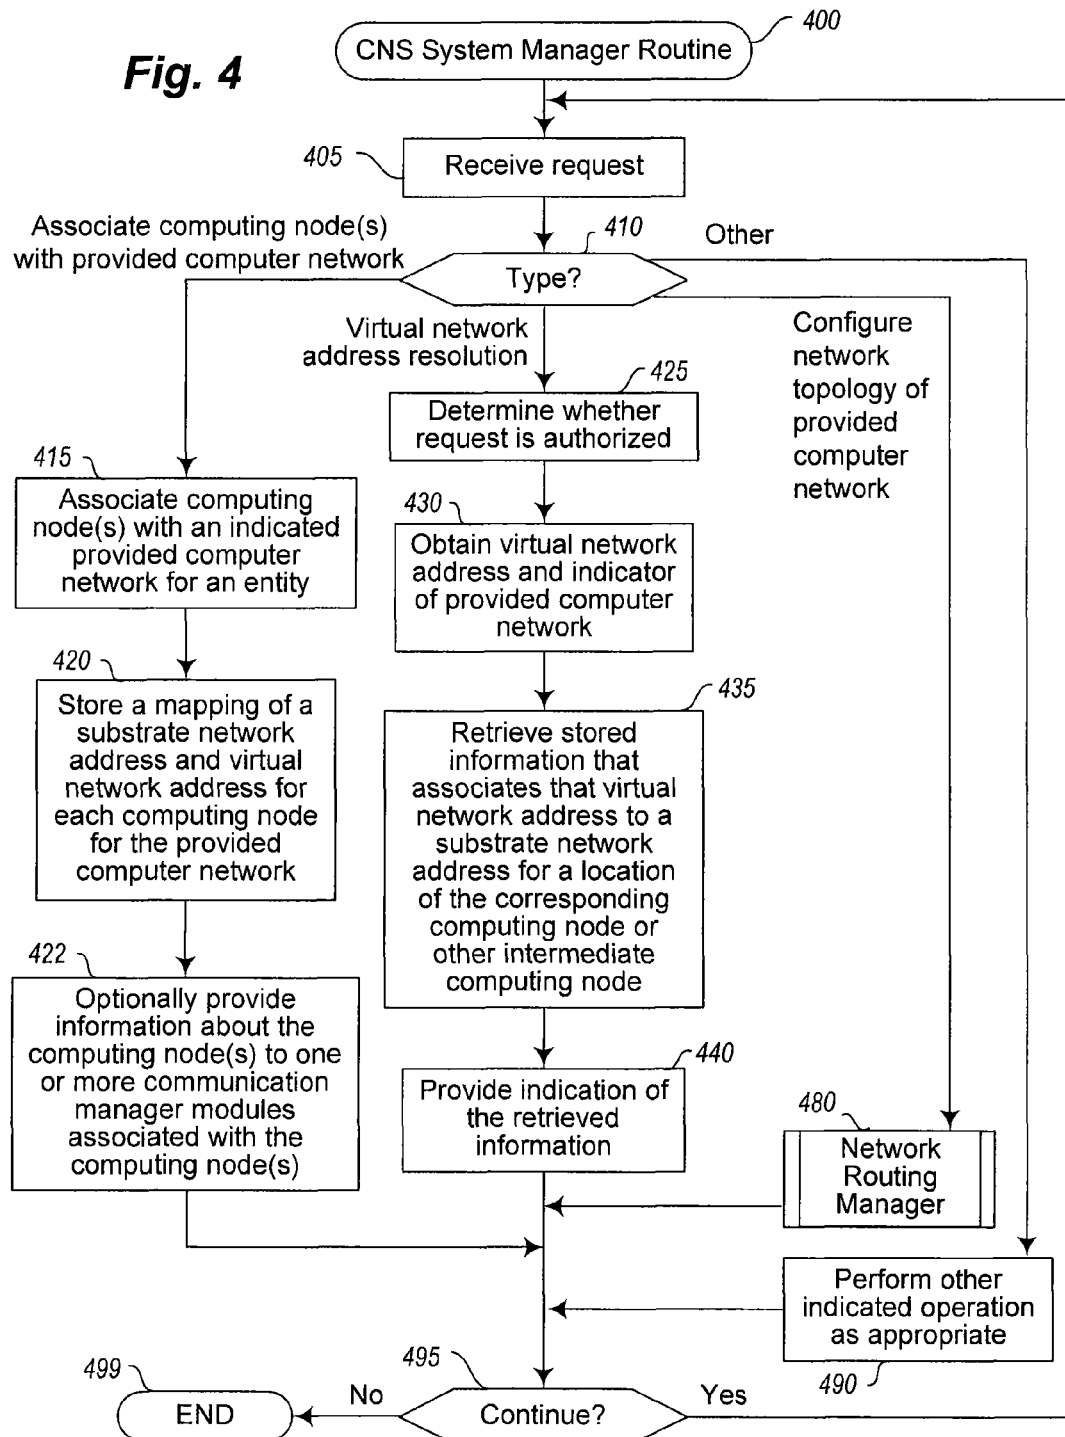 Fig. 4
CNS System Manager Routine
400
405
Receive request
Associate computing node(s)
with provided computer network
410
Type?
Other
Virtual network
address resolution
Configure
network
topology of
provided
computer
network
415
Associate computing
node(s) with an indicated
provided computer
network for an entity
420
Store a mapping of a
substrate network
address and virtual
network address for
each computing node
for the provided
computer network
422
Optionally provide
information about the
computing node(s) to one
or more communication
manager modules
associated with the
computing node(s)
425
Determine whether
request is authorized
430
Obtain virtual network
address and indicator
of provided computer
network
435
Retrieve stored
information that
associates that virtual
network address to a
substrate network
address for a location
of the corresponding
computing node or
other intermediate
computing node
440
Provide indication of
the retrieved
information
480
Network
Routing
Manager
Perform other
indicated operation
as appropriate
490
495
Continue?
No
Yes
499
END